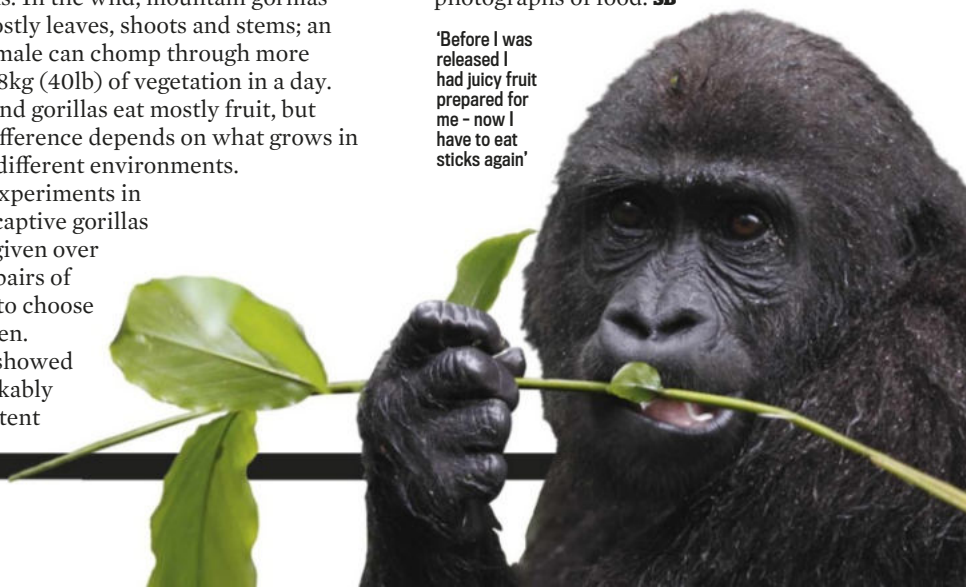 In the wild, mountain gorillas
ostly leaves, shoots and stems; an
male can chomp through more
8kg (40lb) of vegetation in a day.
nd gorillas eat mostly fruit, but
fference depends on what grows in
different environments.
xperiments in
captive gorillas
given over
pairs of
to choose
en.
showed
kably
tent
photographs of food. SB
‘Before I was
released I
had juicy fruit
prepared for
me – now I
have to eat
sticks again’